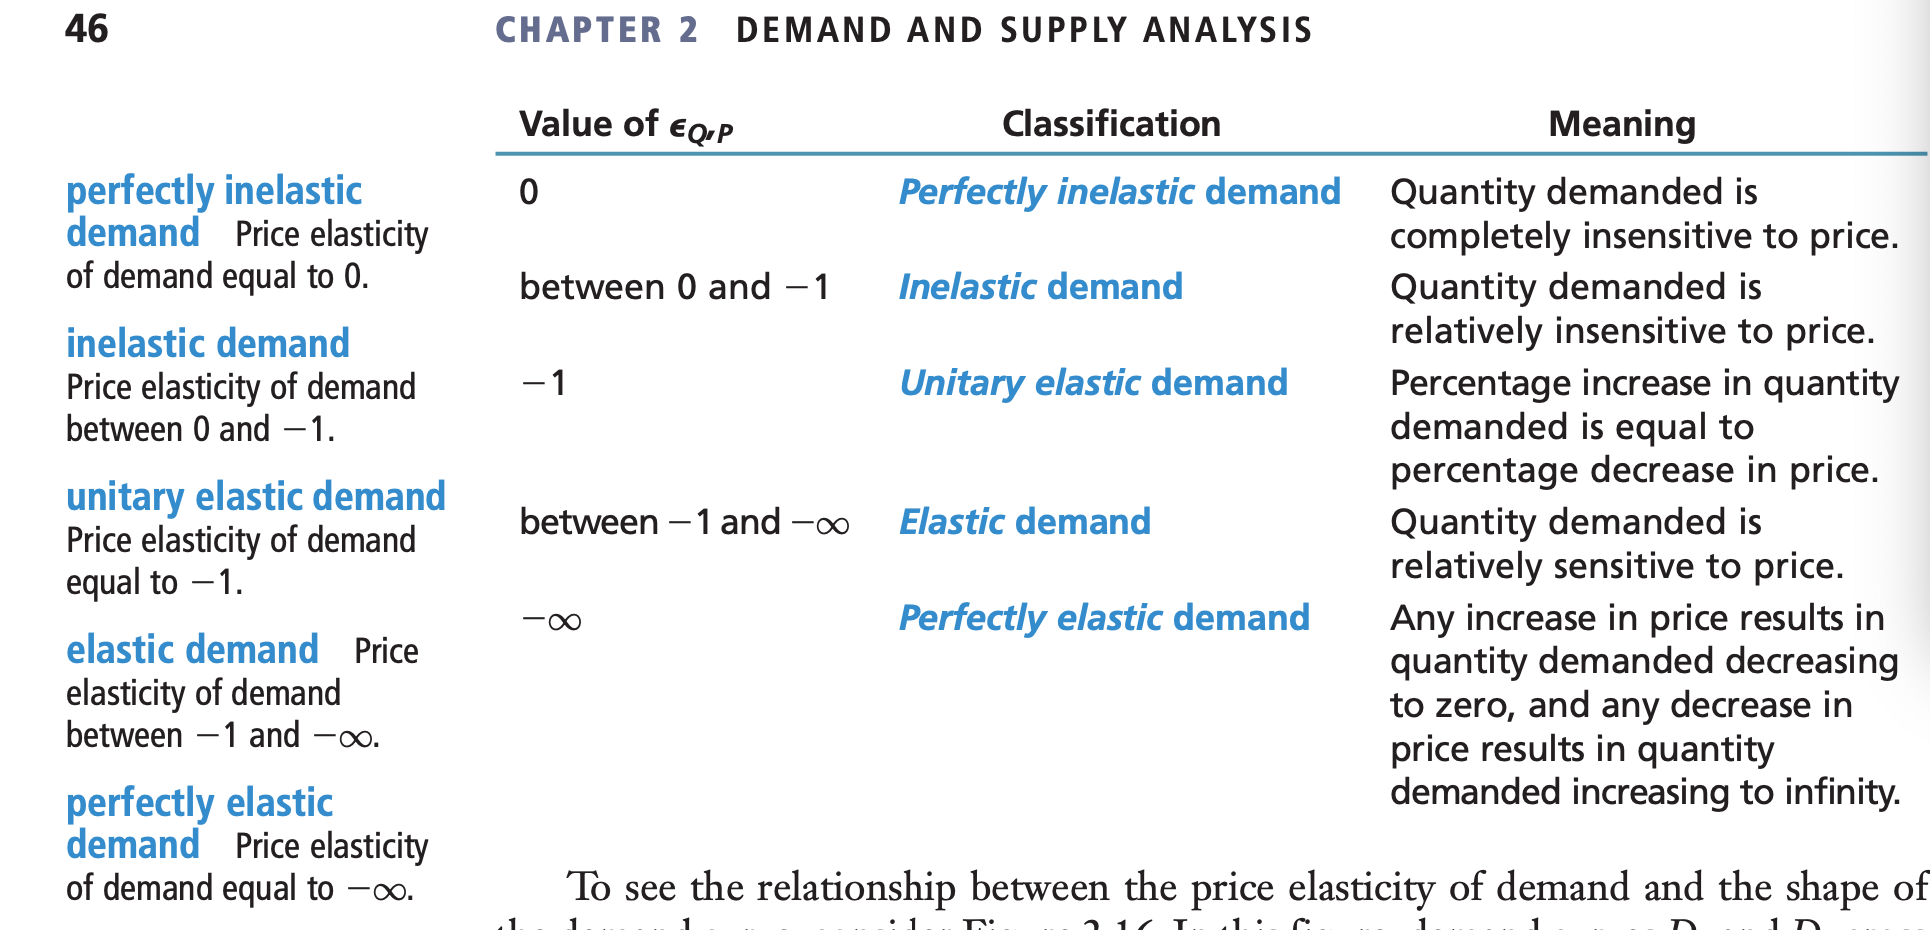 46
CHAPTER 2 DEMAND AND SUPPLY ANALYSIS
perfectly inelastic
demand Price elasticity
of demand equal to 0.
inelastic demand
Price elasticity of demand
between 0 and −1.
unitary elastic demand
Price elasticity of demand
equal to −1.
elastic demand Price
elasticity of demand
between −1 and −∞.
perfectly elastic
demand Price elasticity
of demand equal to −∞.
Value of ϵQ,P Classification Meaning
0 Perfectly inelastic demand Quantity demanded is
completely insensitive to price.
between 0 and −1 Inelastic demand Quantity demanded is
relatively insensitive to price.
−1 Unitary elastic demand Percentage increase in quantity
demanded is equal to
percentage decrease in price.
between −1 and −∞ Elastic demand Quantity demanded is
relatively sensitive to price.
−∞ Perfectly elastic demand Any increase in price results in
quantity demanded decreasing
to zero, and any decrease in
price results in quantity
demanded increasing to infinity.
To see the relationship between the price elasticity of demand and the shape of